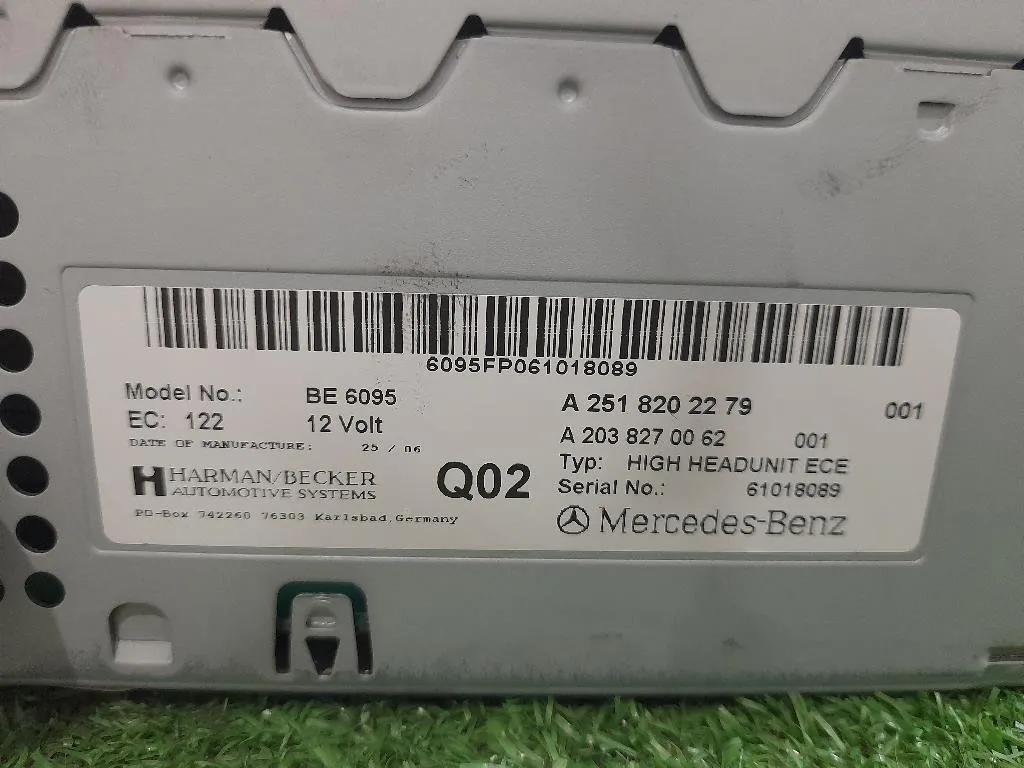 6095FP061018089
Model No.: BE 6095 A 251 820 22 79 001
EC: 122 12 Volt A 203 827 00 62 001
DATE OF MANUFACTURE: 25 / 06 Typ: HIGH HEADUNIT ECE
HARMAN/BECKER Q02 Serial No.: 61018089
AUTOMOTIVE SYSTEMS Mercedes-Benz
PO-Box 742260 76303 Karlsbad,Germany